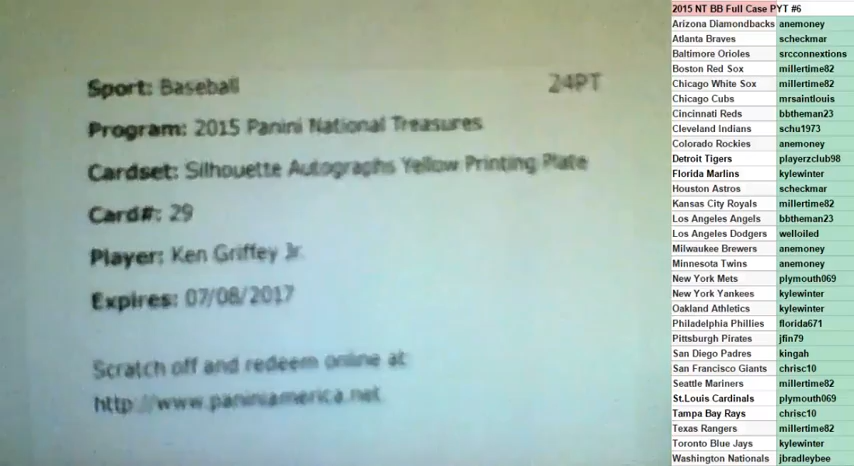 Sport: Baseball 24PT
Program: 2015 Panini National Treasures
Cardset: Silhouette Autographs Yellow Printing Plate
Card#: 29
Player: Ken Griffey Jr.
Expires: 07/08/2017
Scratch off and redeem online at
http://www.paniniamerica.net
2015 NT BB Full Case PYT #6
Arizona Diamondbacks anemoney
Atlanta Braves scheckmar
Baltimore Orioles srcconnextions
Boston Red Sox millertime82
Chicago White Sox millertime82
Chicago Cubs mrsaintlouis
Cincinnati Reds bbtheman23
Cleveland Indians schu1973
Colorado Rockies anemoney
Detroit Tigers playerzclub98
Florida Marlins kylewinter
Houston Astros scheckmar
Kansas City Royals millertime82
Los Angeles Angels bbtheman23
Los Angeles Dodgers welloiled
Milwaukee Brewers anemoney
Minnesota Twins anemoney
New York Mets plymouth069
New York Yankees kylewinter
Oakland Athletics kylewinter
Philadelphia Phillies florida671
Pittsburgh Pirates jfin79
San Diego Padres kingah
San Francisco Giants chrisc10
Seattle Mariners millertime82
St.Louis Cardinals plymouth069
Tampa Bay Rays chrisc10
Texas Rangers millertime82
Toronto Blue Jays kylewinter
Washington Nationals jbradleybee